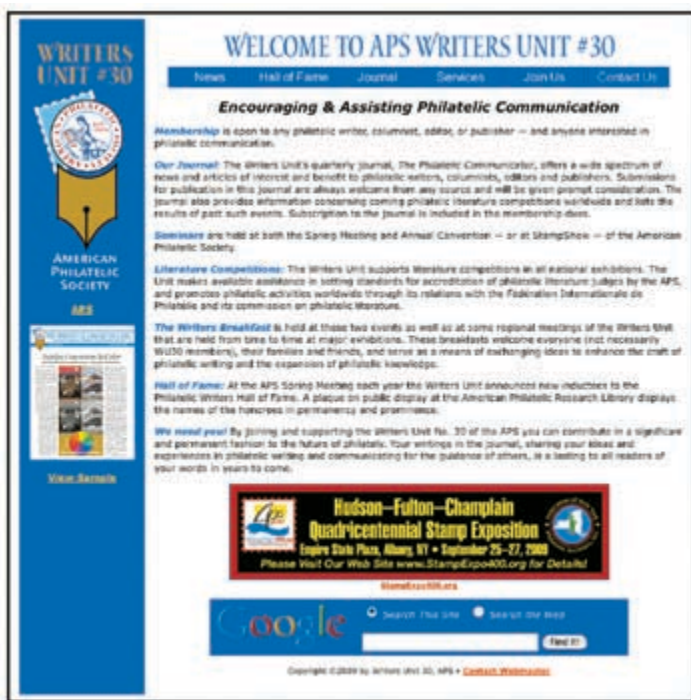 WRITERS
UNIT #30
AMERICAN
PHILATELIC
SOCIETY
APS
View Sample
WELCOME TO APS WRITERS UNIT #30
News Hall of Fame Journal Services Join Us Contact Us
Encouraging & Assisting Philatelic Communication
Membership is open to any philatelic writer, columnist, editor, or publisher — and anyone interested in
philatelic communication.
Our Journal: The Writers Unit's quarterly journal, The Philatelic Communicator, offers a wide spectrum of
news and articles of interest and benefit to philatelic writers, columnists, editors and publishers. Submissions
for publication in this journal are always welcome from any source and will be given prompt consideration. The
journal also provides information concerning coming philatelic literature competitions worldwide and lists the
results of past such events. Subscription to the journal is included in the membership dues.
Seminars are held at both the Spring Meeting and Annual Convention — or at StampShow — of the American
Philatelic Society.
Literature Competitions: The Writers Unit supports literature competitions in all national exhibitions. The
Unit makes available assistance in setting standards for accreditation of philatelic literature judges by the APS,
and promotes philatelic activities worldwide through its relations with the Fédération Internationale de
Philatélie and its commission on philatelic literature.
The Writers Breakfast is held at those two events as well as at some regional meetings of the Writers Unit
that are held from time to time at major exhibitions. These breakfasts welcome everyone (not necessarily
WU30 members), their families and friends, and serve as a means of exchanging ideas to enhance the craft of
philatelic writing and the expansion of philatelic knowledge.
Hall of Fame: At the APS Spring Meeting each year the Writers Unit announces new inductees to the
Philatelic Writers Hall of Fame. A plaque on public display at the American Philatelic Research Library displays
the names of the honorees in permanency and prominence.
We need you! By joining and supporting the Writers Unit No. 30 of the APS you can contribute in a significant
and permanent fashion to the future of philately. Your writings in the journal, sharing your ideas and
experiences in philatelic writing and communicating for the guidance of others, is a lasting to all readers of
your words in years to come.
Hudson–Fulton–Champlain
Quadricentennial Stamp Exposition
Empire State Plaza, Albany, NY • September 25–27, 2009
Please Visit Our Web Site www.StampExpo400.org for Details!
StampExpo400.org
Google
Search This Site Search the Web
Find It!
Copyright ©2009 by Writers Unit 30, APS • Contact Webmaster